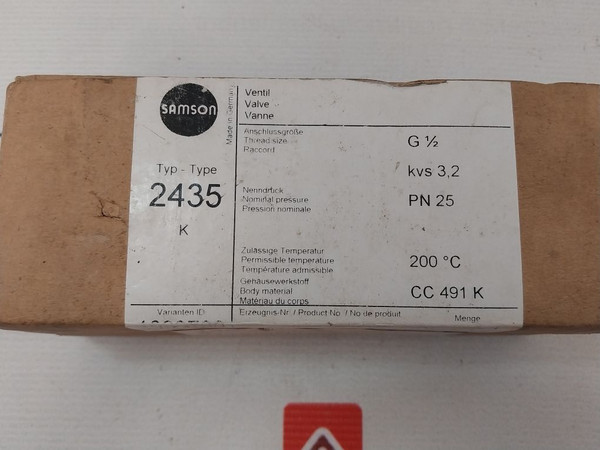 SAMSON
Made in Germany
Typ - Type
2435
K
Ventil
Valve
Vanne
Anschlussgröße
Thread size
Raccord
G ½
kvs 3,2
Nenndruck
Nominal pressure
Pression nominale
PN 25
Zulässige Temperatur
Permissible temperature
Température admissible
200 °C
Gehäusewerkstoff
Body material
Matériau du corps
CC 491 K
Varianten ID
Erzeugnis-Nr. / Product No. / No de produit
Menge